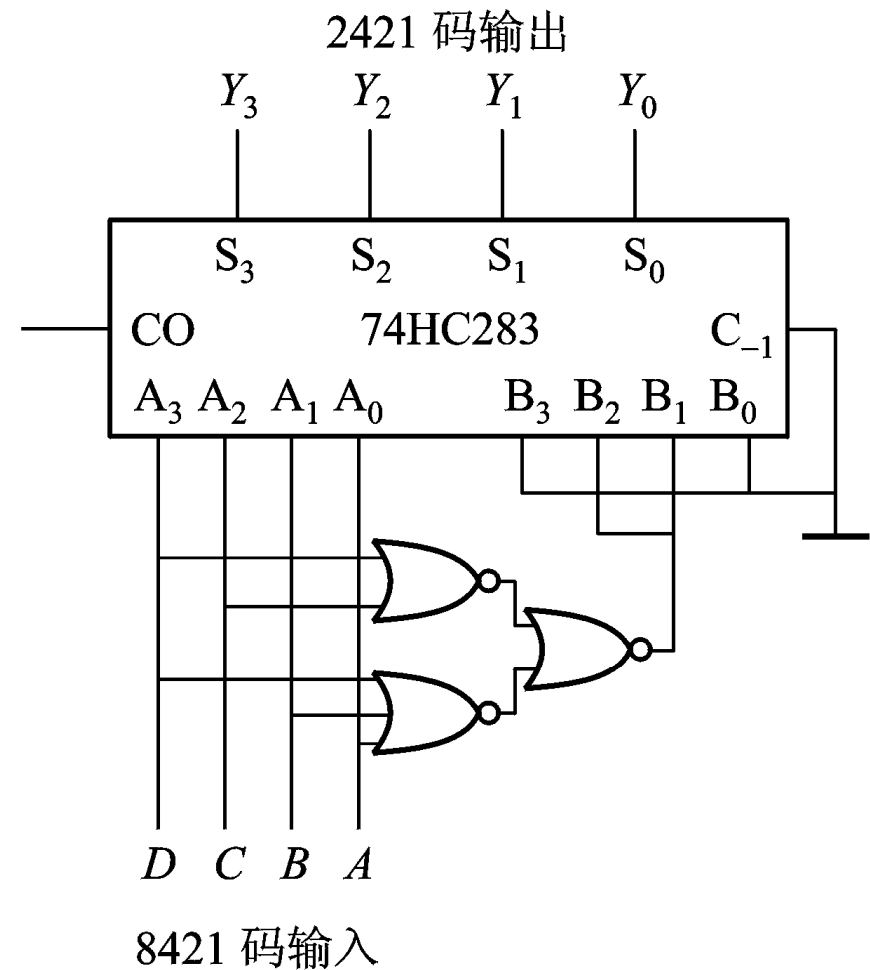 2421 码输出
Y3 Y2 Y1 Y0
S3 S2 S1 S0
CO 74HC283 C−1
A3 A2 A1 A0 B3 B2 B1 B0
D C B A
8421 码输入